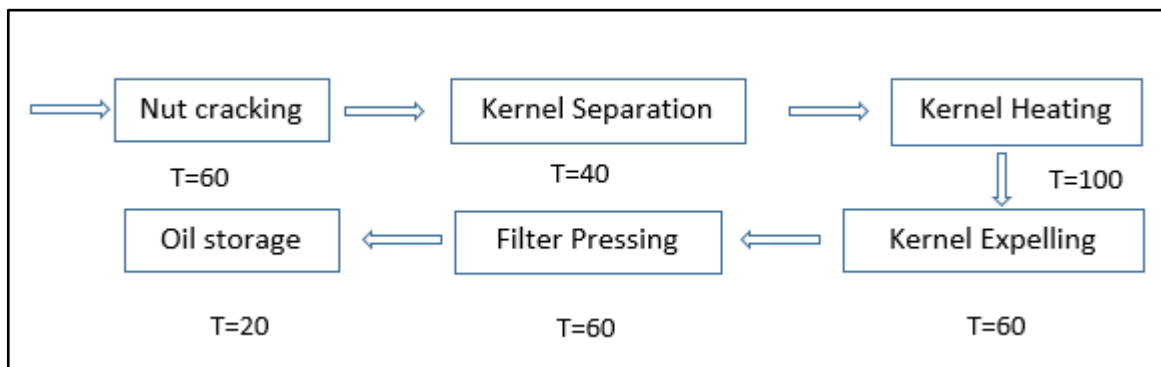 Nut cracking
Kernel Separation
Kernel Heating
T=60
T=40
T=100
Oil storage
Filter Pressing
Kernel Expelling
T=20
T=60
T=60